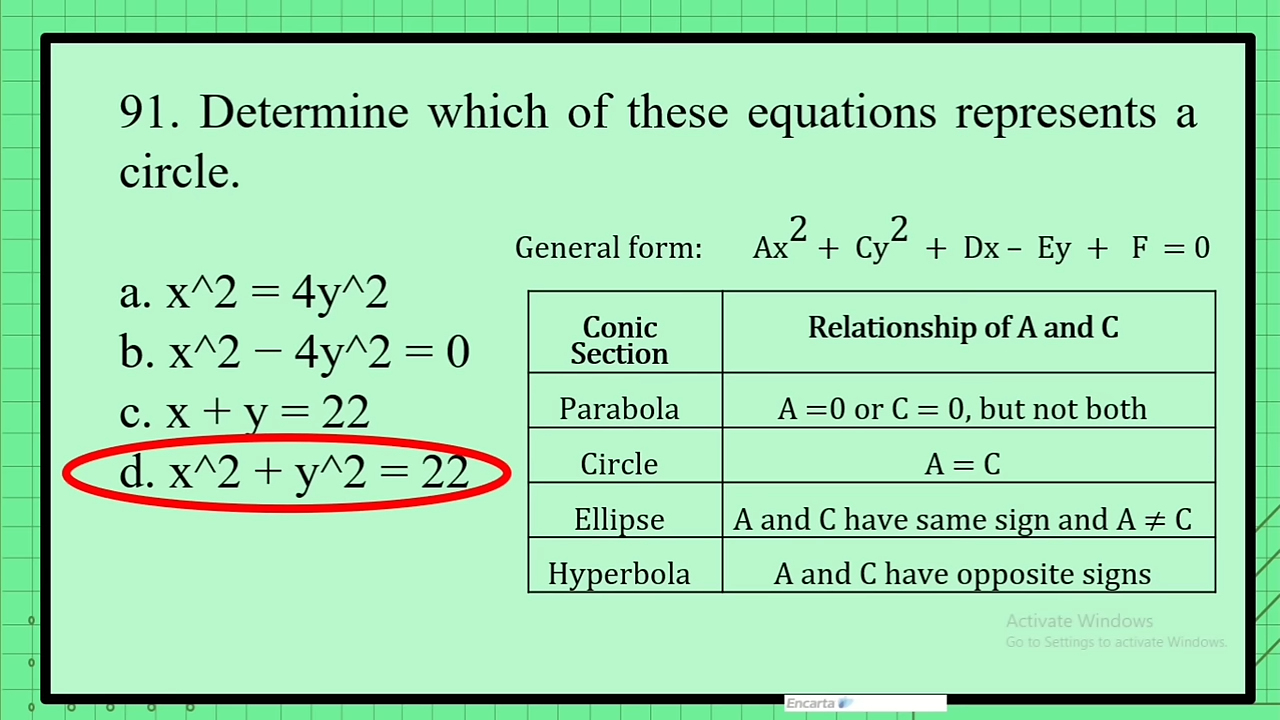 91. Determine which of these equations represents a
circle.
General form: Ax² + Cy² + Dx – Ey + F = 0
a. x^2 = 4y^2
b. x^2 − 4y^2 = 0
c. x + y = 22
d. x^2 + y^2 = 22
Conic
Section
Relationship of A and C
Parabola
A =0 or C = 0, but not both
Circle
A = C
Ellipse
A and C have same sign and A ≠ C
Hyperbola
A and C have opposite signs
Activate Windows
Go to Settings to activate Windows.
Encarta